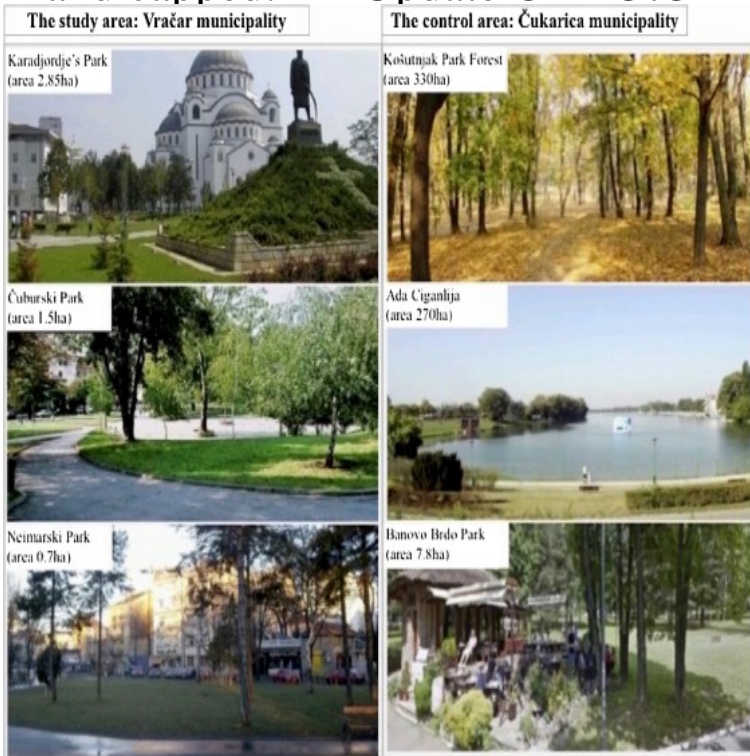 The study area: Vračar municipality
The control area: Čukarica municipality
Karadjordje's Park
(area 2.85ha)
Košutnjak Park Forest
(area 330ha)
Čuburski Park
(area 1.5ha)
Ada Ciganlija
(area 270ha)
Neimarski Park
(area 0.7ha)
Banovo Brdo Park
(area 7.8ha)